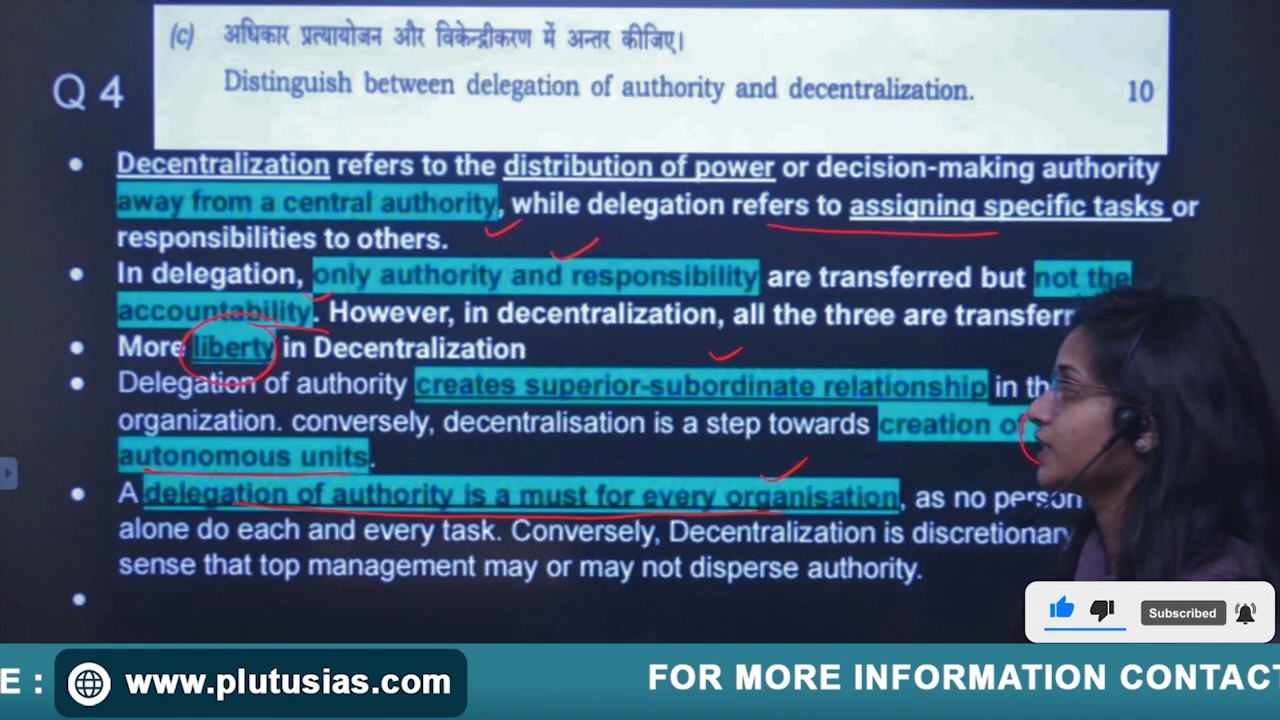 (c) अधिकार प्रत्यायोजन और विकेन्द्रीकरण में अन्तर कीजिए।
Q 4
Distinguish between delegation of authority and decentralization. 10
• Decentralization refers to the distribution of power or decision-making authority
away from a central authority, while delegation refers to assigning specific tasks or
responsibilities to others.
• In delegation, only authority and responsibility are transferred but not the
accountability. However, in decentralization, all the three are transferr
• More liberty in Decentralization
• Delegation of authority creates superior-subordinate relationship in th
organization. conversely, decentralisation is a step towards creation of
autonomous units.
• A delegation of authority is a must for every organisation, as no person
alone do each and every task. Conversely, Decentralization is discretionary
sense that top management may or may not disperse authority.
•
Subscribed
E :
www.plutusias.com
FOR MORE INFORMATION CONTACT